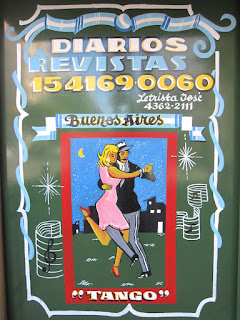 DIARIOS
REVISTAS
1541690060
Letrista José
4362-2111
Buenos Aires
"TANGO"